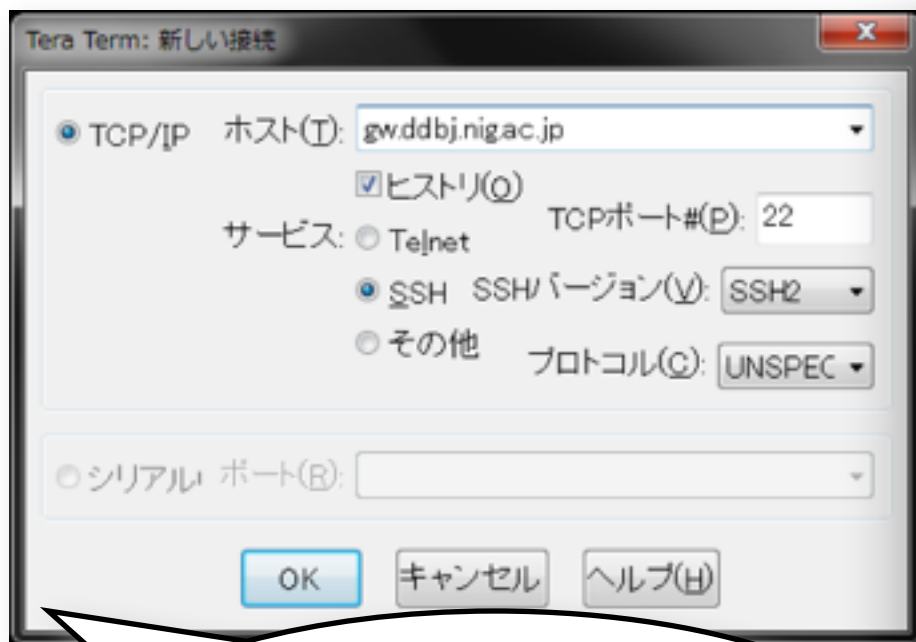 Tera Term: 新しい接続
TCP/IP ホスト(T): gw.ddbj.nig.ac.jp
ヒストリ(O)
サービス: Telnet TCPポート#(P): 22
SSH SSHバージョン(V): SSH2
その他 プロトコル(C): UNSPEC
シリアル ポート(R):
OK キャンセル ヘルプ(H)